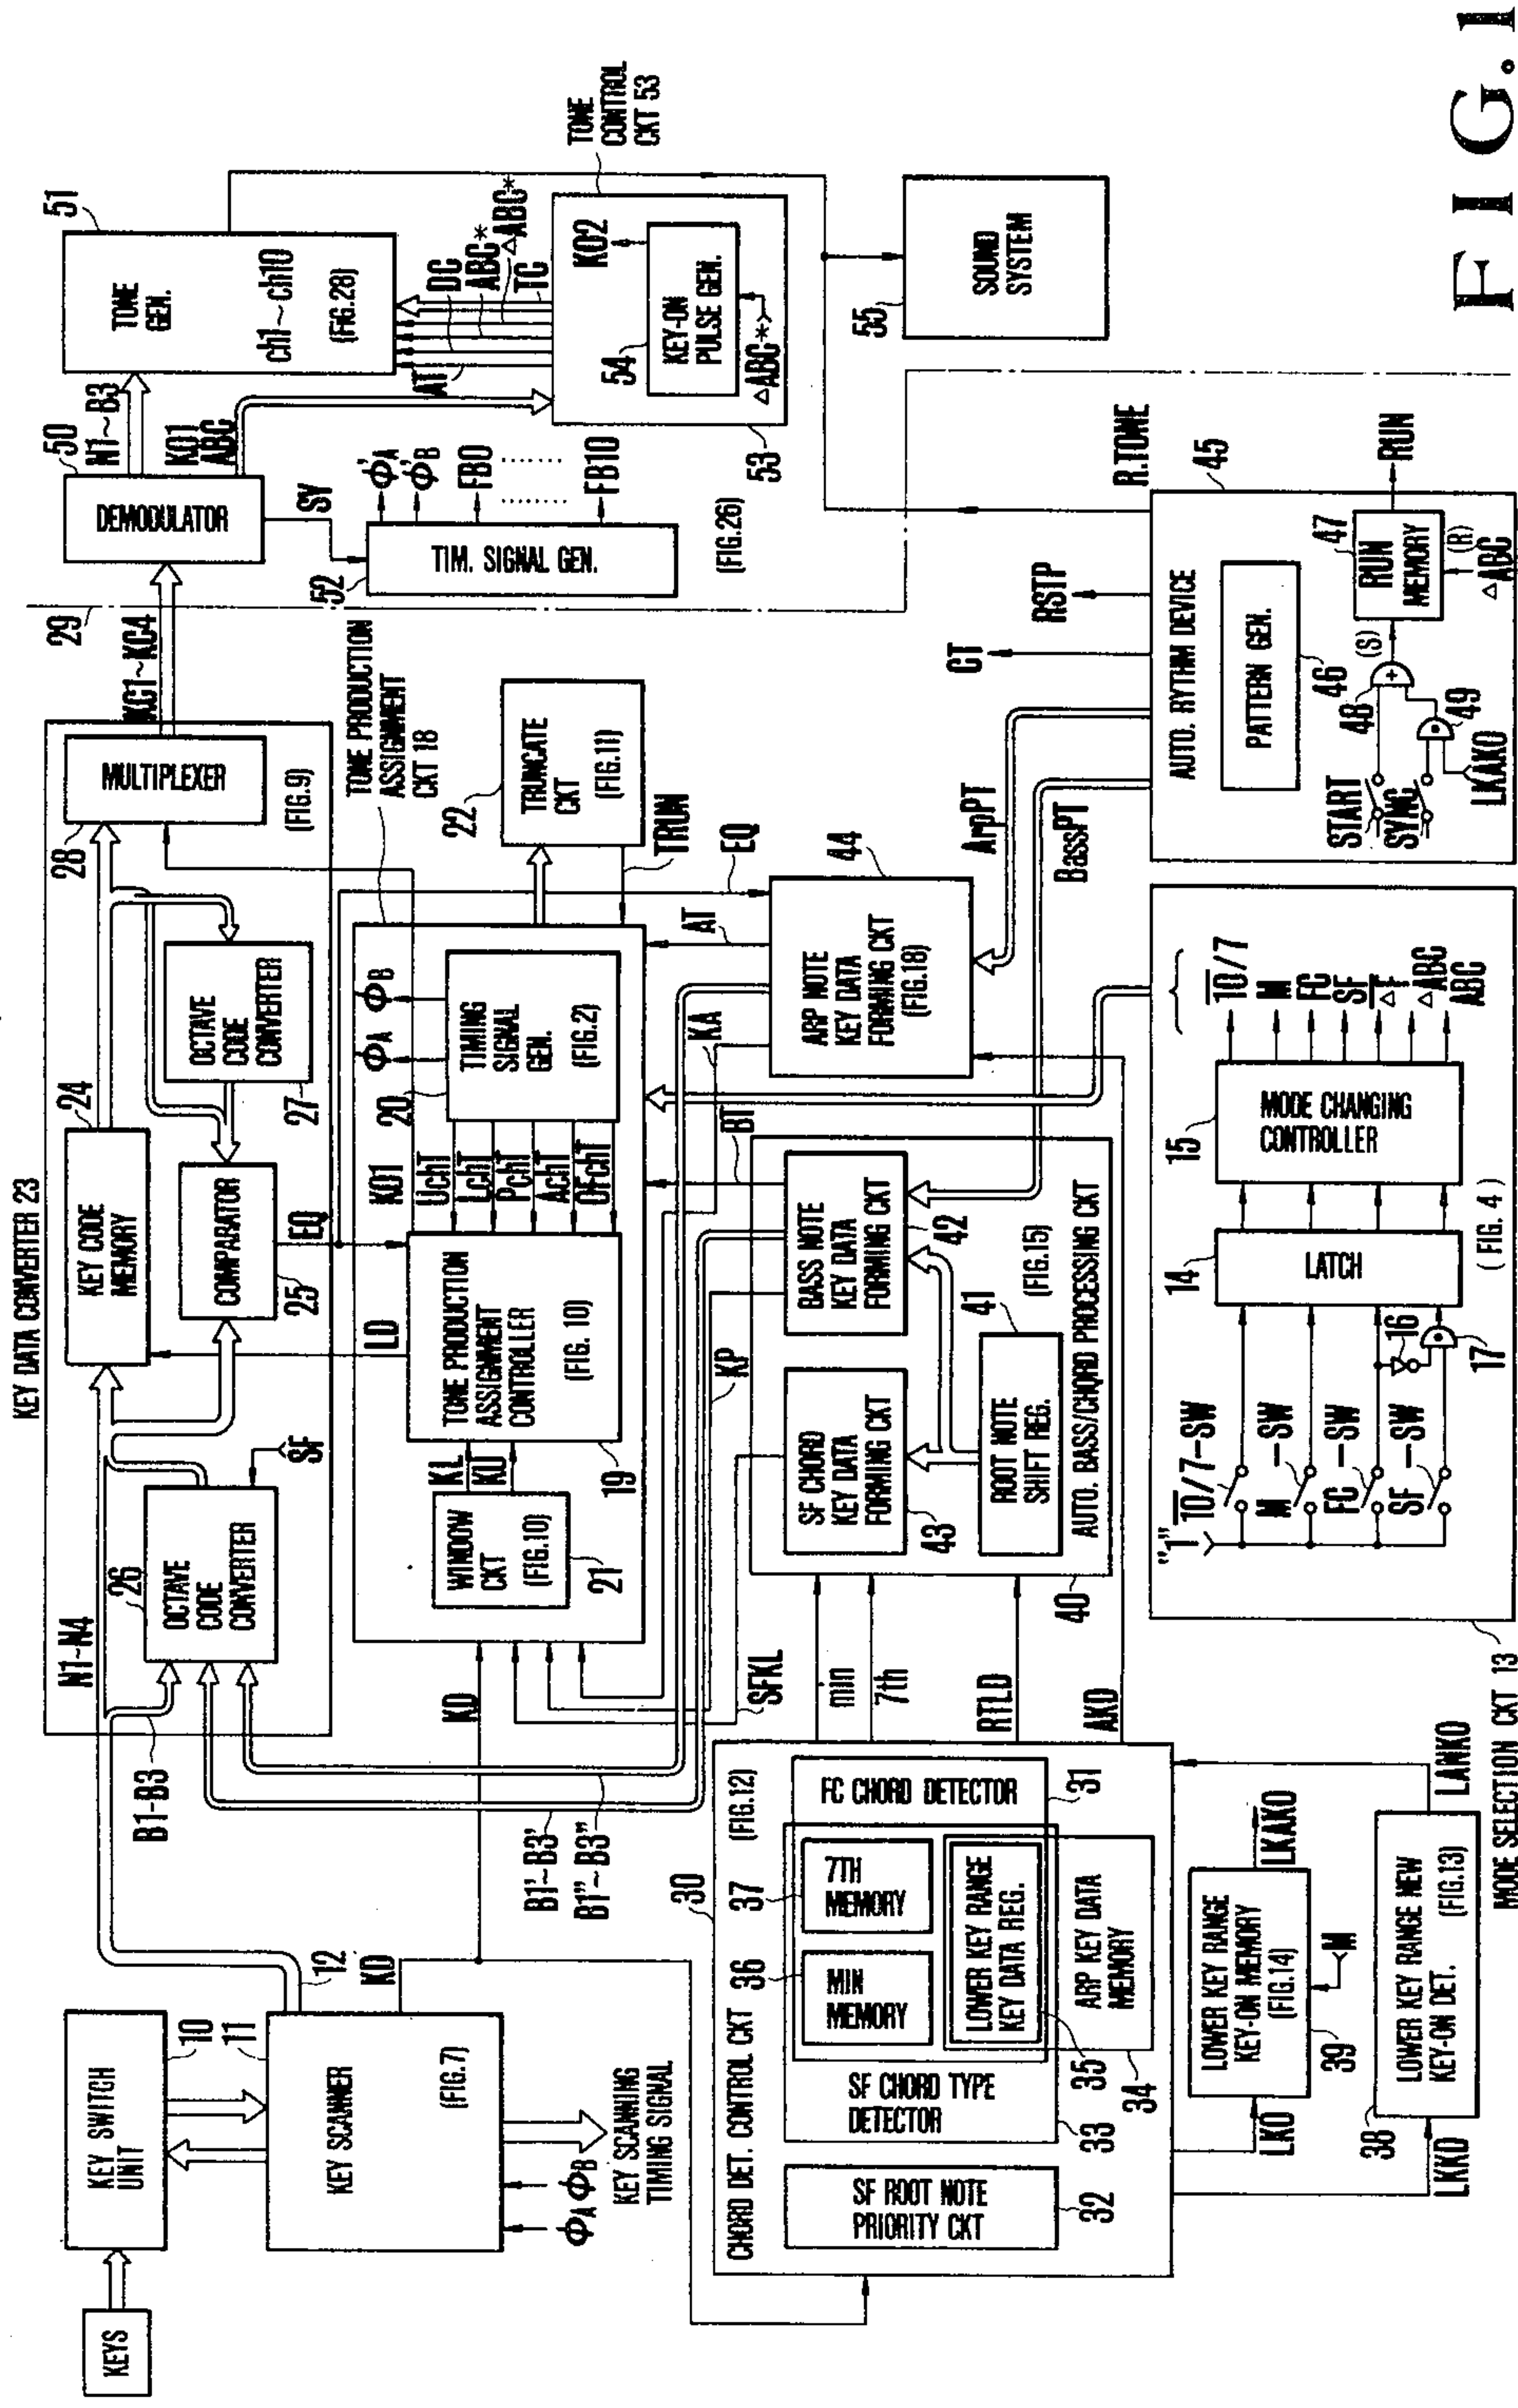 FIG.1
KEYS
KEY SWITCH
UNIT
10
11
KEY SCANNER
(FIG.7)
ΦA ΦB
KEY SCANNING
TIMING SIGNAL
12
KD
KEY DATA CONVERTER 23
N1~N4
B1~B3
B1'~B3'
B1"~B3"
26
OCTAVE
CODE
CONVERTER
SF
24
KEY CODE
MEMORY
COMPARATOR
25
EQ
OCTAVE
CODE
CONVERTER
27
28
MULTIPLEXER
(FIG.9)
KC1~KC4
29
TONE PRODUCTION
ASSIGNMENT
CKT 18
KD
WINDOW
CKT
(FIG.10)
21
KL
KU
LD
TONE PRODUCTION
ASSIGNMENT
CONTROLLER
(FIG. 10)
19
KO1
UchT
LchT
PchT
AchT
OFchT
20
TIMING
SIGNAL
GEN.
(FIG.2)
ΦA
ΦB
22
TRUNCATE
CKT
(FIG.11)
TRUN
EQ
50
DEMODULATOR
N1~B3
KO1
ABC
SY
51
TONE
GEN.
ch1~ch10
(FIG.28)
52
TIM. SIGNAL GEN.
(FIG.26)
Φ'A
Φ'B
FB0
FB10
AT
DC
ABC*
△ABC*
TC
TONE
CONTROL
CKT 53
KO2
54
KEY-ON
PULSE GEN.
△ABC*
53
55
SOUND
SYSTEM
CHORD DET. CONTROL CKT
30
(FIG.12)
SF ROOT NOTE
PRIORITY CKT
32
36
MIN
MEMORY
37
7TH
MEMORY
FC CHORD DETECTOR
31
LOWER KEY RANGE
KEY DATA REG.
35
SF CHORD TYPE
DETECTOR
33
ARP KEY DATA
MEMORY
34
min
7th
RTLD
AKD
SFKL
KP
BT
KA
AT
LKO
LOWER KEY RANGE
KEY-ON MEMORY
(FIG.14)
39
M
LKAKO
LKKD
38
LOWER KEY RANGE NEW
KEY-ON DET.
(FIG.13)
LANKO
40
SF CHORD
KEY DATA
FORMING CKT
43
BASS NOTE
KEY DATA
FORMING CKT
42
41
ROOT NOTE
SHIFT REG.
(FIG.15)
AUTO. BASS/CHORD PROCESSING CKT
44
ARP NOTE
KEY DATA
FORMING CKT
(FIG.18)
ArpPT
BassPT
CT
RSTP
R.TONE
MODE SELECTION CKT 13
"1"
10/7-SW
M -SW
FC -SW
SF -SW
16
17
14
LATCH
(FIG. 4)
15
MODE CHANGING
CONTROLLER
10/7
M
FC
SF
△ABC
ABC
45
AUTO. RYTHM DEVICE
PATTERN GEN.
46
START
SYNC
48
49
LKAKO
(S)
47
RUN
MEMORY
(R)
△ABC
RUN